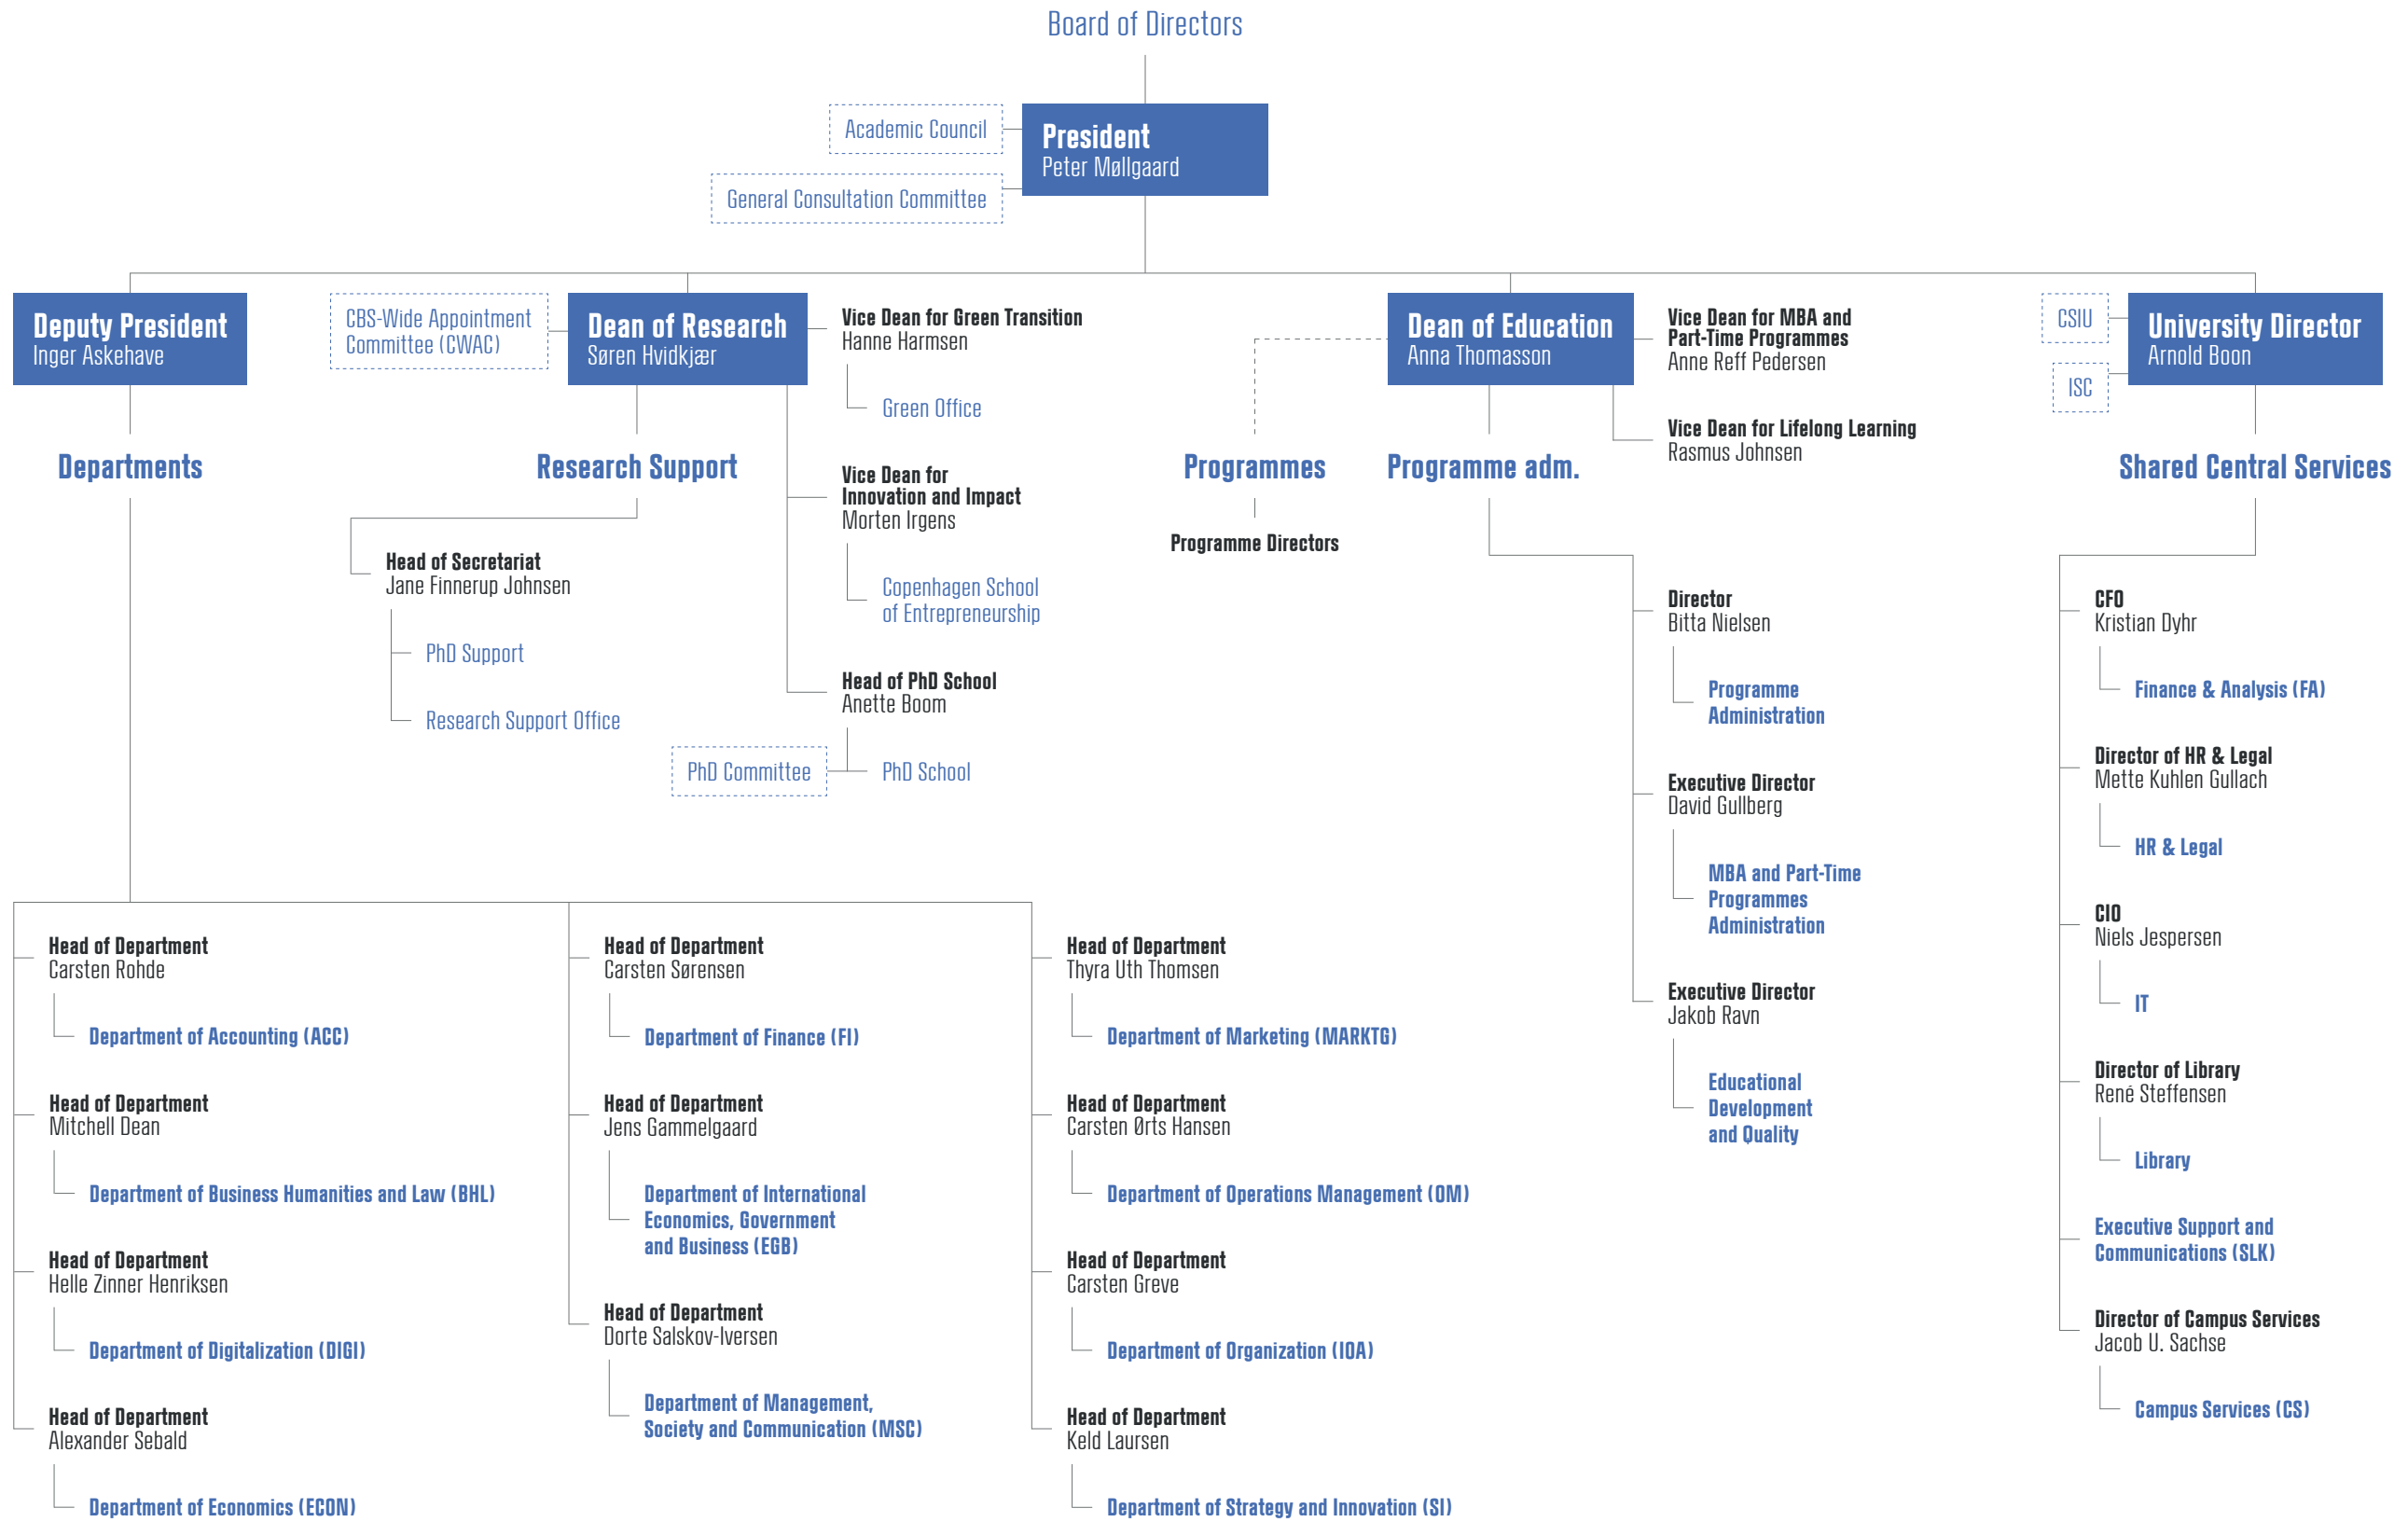 Board of Directors
Academic Council
President
Peter Møllgaard
General Consultation Committee
Deputy President
Inger Askehave
CBS-Wide Appointment
Committee (CWAC)
Dean of Research
Søren Hvidkjær
Vice Dean for Green Transition
Hanne Harmsen
Green Office
Dean of Education
Anna Thomasson
Vice Dean for MBA and
Part-Time Programmes
Anne Reff Pedersen
Vice Dean for Lifelong Learning
Rasmus Johnsen
CSIU
ISC
University Director
Arnold Boon
Departments
Research Support
Vice Dean for
Innovation and Impact
Morten Irgens
Copenhagen School
of Entrepreneurship
Head of PhD School
Anette Boom
PhD Committee
PhD School
Head of Secretariat
Jane Finnerup Johnsen
PhD Support
Research Support Office
Programmes
Programme Directors
Programme adm.
Director
Bitta Nielsen
Programme
Administration
Executive Director
David Gullberg
MBA and Part-Time
Programmes
Administration
Executive Director
Jakob Ravn
Educational
Development
and Quality
Shared Central Services
CFO
Kristian Dyhr
Finance & Analysis (FA)
Director of HR & Legal
Mette Kuhlen Gullach
HR & Legal
CIO
Niels Jespersen
IT
Director of Library
René Steffensen
Library
Executive Support and
Communications (SLK)
Director of Campus Services
Jacob U. Sachse
Campus Services (CS)
Head of Department
Carsten Rohde
Department of Accounting (ACC)
Head of Department
Mitchell Dean
Department of Business Humanities and Law (BHL)
Head of Department
Helle Zinner Henriksen
Department of Digitalization (DIGI)
Head of Department
Alexander Sebald
Department of Economics (ECON)
Head of Department
Carsten Sørensen
Department of Finance (FI)
Head of Department
Jens Gammelgaard
Department of International
Economics, Government
and Business (EGB)
Head of Department
Dorte Salskov-Iversen
Department of Management,
Society and Communication (MSC)
Head of Department
Thyra Uth Thomsen
Department of Marketing (MARKTG)
Head of Department
Carsten Ørts Hansen
Department of Operations Management (OM)
Head of Department
Carsten Greve
Department of Organization (IOA)
Head of Department
Keld Laursen
Department of Strategy and Innovation (SI)